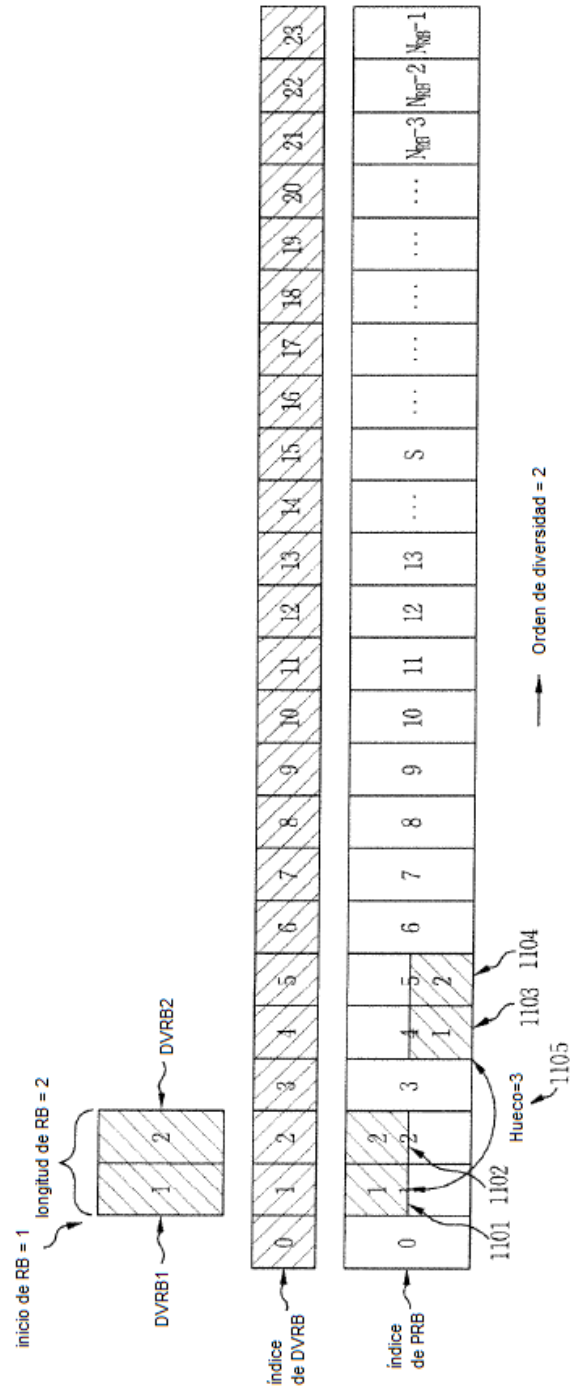 inicio de RB = 1
longitud de RB = 2
1 2
DVRB1
DVRB2
índice
de DVRB
0 1 2 3 4 5 6 7 8 9 10 11 12 13 14 15 16 17 18 19 20 21 22 23
índice
de PRB
0 1 2 3 4 5 6 7 8 9 10 11 12 13 ... S ... ... ... ... ... NRB-3 NRB-2 NRB-1
1 2
1 2
1101
1102
1103
1104
Hueco=3
1105
Orden de diversidad = 2